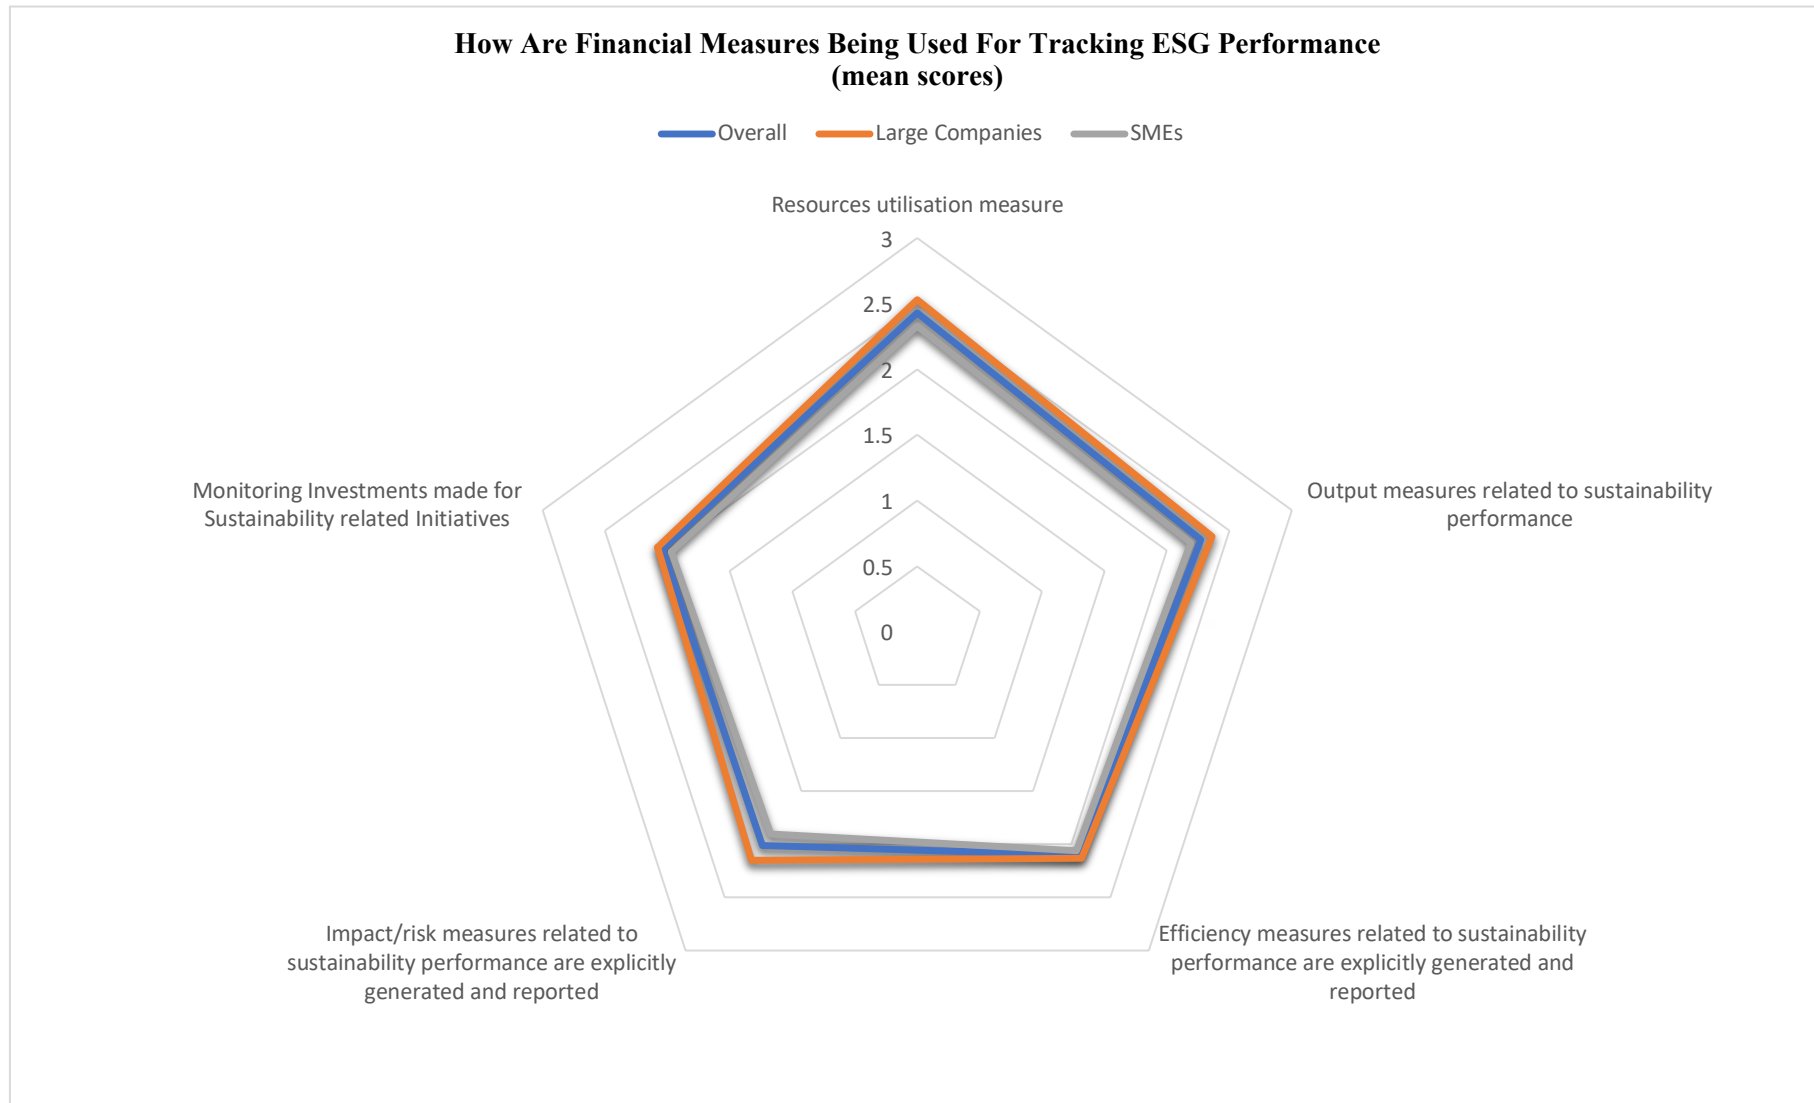 How Are Financial Measures Being Used For Tracking ESG Performance
(mean scores)
Overall
Large Companies
SMEs
Resources utilisation measure
3
2.5
2
1.5
1
0.5
0
Output measures related to sustainability
performance
Efficiency measures related to sustainability
performance are explicitly generated and
reported
Impact/risk measures related to
sustainability performance are explicitly
generated and reported
Monitoring Investments made for
Sustainability related Initiatives